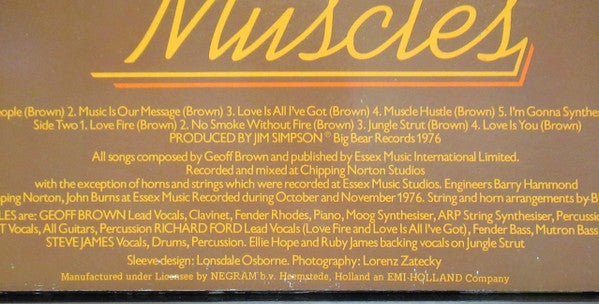 Muscles
eople (Brown) 2. Music Is Our Message (Brown) 3. Love Is All I've Got (Brown) 4. Muscle Hustle (Brown) 5. I'm Gonna Synthes
Side Two 1. Love Fire (Brown) 2. No Smoke Without Fire (Brown) 3. Jungle Strut (Brown) 4. Love Is You (Brown)
PRODUCED BY JIM SIMPSON © Big Bear Records 1976
All songs composed by Geoff Brown and published by Essex Music International Limited.
Recorded and mixed at Chipping Norton Studios
with the exception of horns and strings which were recorded at Essex Music Studios. Engineers Barry Hammond
pping Norton, John Burns at Essex Music Recorded during October and November 1976. String and horn arrangements by B
LES are: GEOFF BROWN Lead Vocals, Clavinet, Fender Rhodes, Piano, Moog Synthesiser, ARP String Synthesiser, Percussio
T Vocals, All Guitars, Percussion RICHARD FORD Lead Vocals (Love Fire and Love Is All I've Got), Fender Bass, Mutron Bass
STEVE JAMES Vocals, Drums, Percussion. Ellie Hope and Ruby James backing vocals on Jungle Strut
Sleeve design: Lonsdale Osborne. Photography: Lorenz Zatecky
Manufactured under Licensee by NEGRAM b.v. Heemstede, Holland an EMI-HOLLAND Company